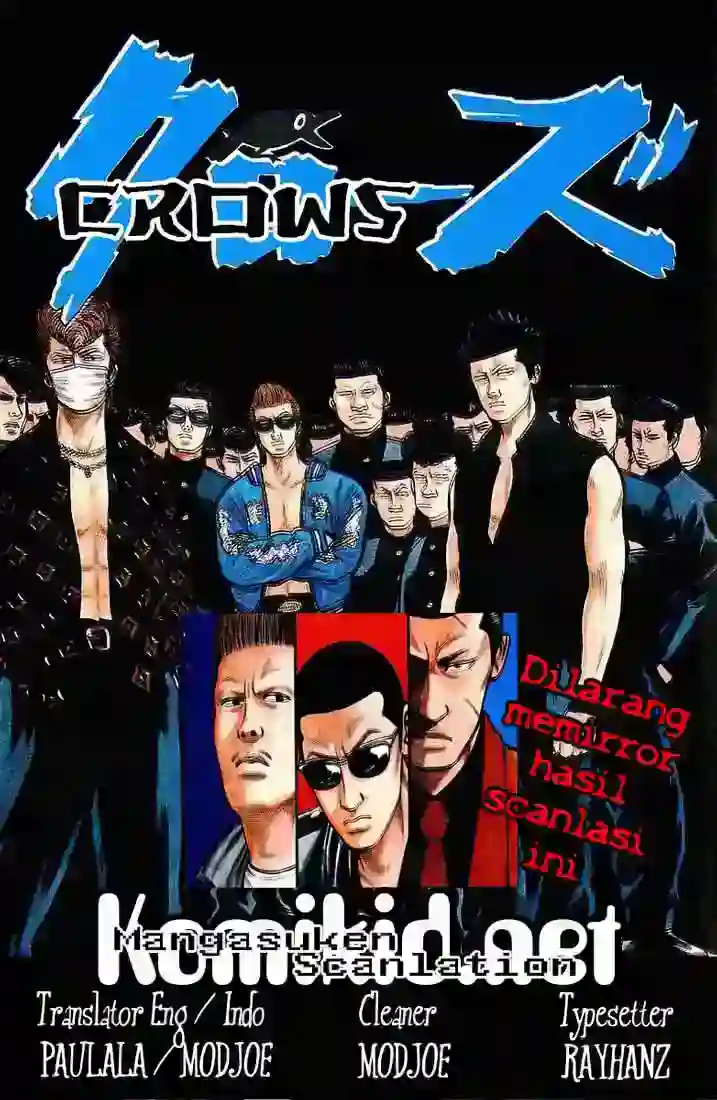 クローズ
CROWS
Dilarang
memirror
hasil
scanlasi
ini
Komikid.net
Mangasuken
Scanlation
Translator Eng / Indo
Cleaner
Typesetter
PAULALA / MODJOE
MODJOE
RAYHANZ